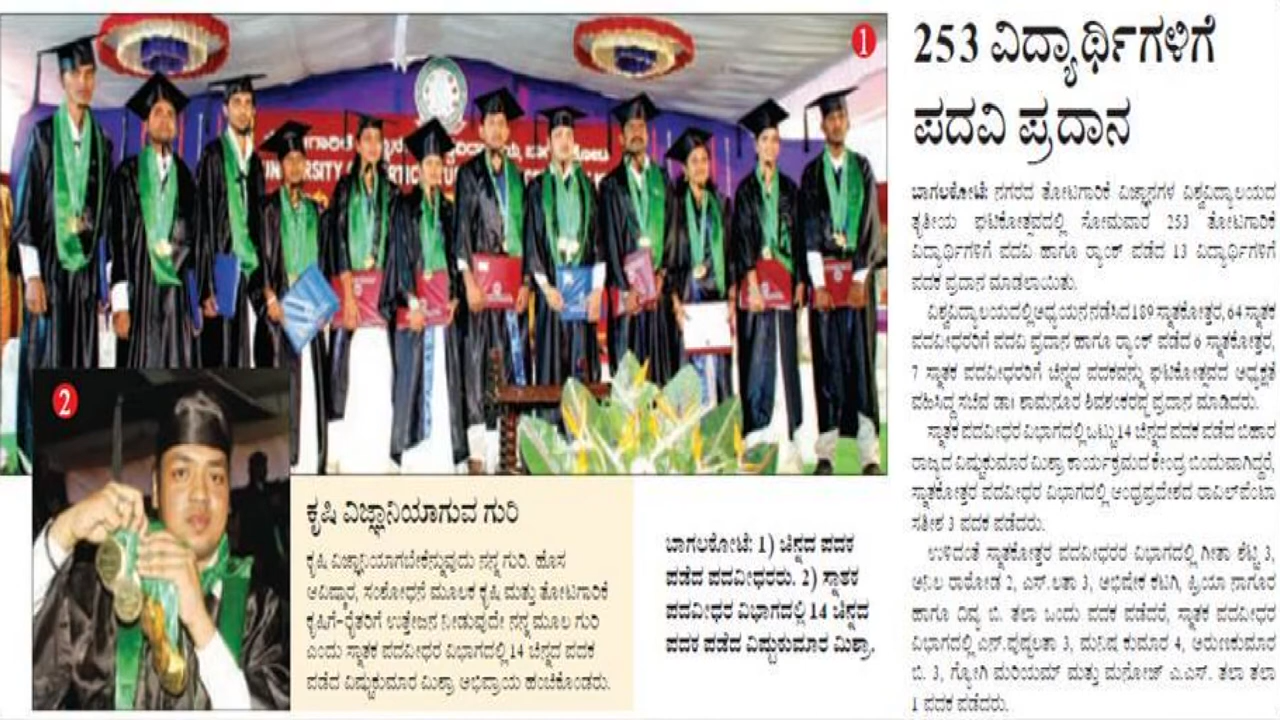 1
253 ವಿದ್ಯಾರ್ಥಿಗಳಿಗೆ
ಪದವಿ ಪ್ರದಾನ
ಬಾಗಲಕೋಟೆ: ನಗರದ ತೋಟಗಾರಿಕೆ ವಿಜ್ಞಾನಗಳ ವಿಶ್ವವಿದ್ಯಾಲಯದ
ತೃತೀಯ ಘಟಿಕೋತ್ಸವದಲ್ಲಿ ಸೋಮವಾರ 253 ತೋಟಗಾರಿಕೆ
ವಿದ್ಯಾರ್ಥಿಗಳಿಗೆ ಪದವಿ ಹಾಗೂ ರ‍್ಯಾಂಕ್ ಪಡೆದ 13 ವಿದ್ಯಾರ್ಥಿಗಳಿಗೆ
ಪದಕ ಪ್ರದಾನ ಮಾಡಲಾಯಿತು.
ವಿಶ್ವವಿದ್ಯಾಲಯದಲ್ಲಿ ಅಧ್ಯಯನ ನಡೆಸಿದ 189 ಸ್ನಾತಕೋತ್ತರ, 64 ಸ್ನಾತಕ
ಪದವೀಧರರಿಗೆ ಪದವಿ ಪ್ರದಾನ ಹಾಗೂ ರ‍್ಯಾಂಕ್ ಪಡೆದ 6 ಸ್ನಾತಕೋತ್ತರ,
7 ಸ್ನಾತಕ ಪದವೀಧರರಿಗೆ ಚಿನ್ನದ ಪದಕವನ್ನು ಘಟಿಕೋತ್ಸವದ ಅಧ್ಯಕ್ಷತೆ
ವಹಿಸಿದ್ದ ಸಚಿವ ಡಾ। ಶಾಮನೂರ ಶಿವಶಂಕರಪ್ಪ ಪ್ರದಾನ ಮಾಡಿದರು.
ಸ್ನಾತಕ ಪದವೀಧರ ವಿಭಾಗದಲ್ಲಿ ಒಟ್ಟು 14 ಚಿನ್ನದ ಪದಕ ಪಡೆದ ಬಿಹಾರ
ರಾಜ್ಯದ ವಿಷ್ಣುಕುಮಾರ ಮಿಶ್ರಾ ಕಾರ್ಯಕ್ರಮದ ಕೇಂದ್ರ ಬಿಂದುವಾಗಿದ್ದರೆ,
ಸ್ನಾತಕೋತ್ತರ ಪದವೀಧರ ವಿಭಾಗದಲ್ಲಿ ಆಂಧ್ರಪ್ರದೇಶದ
ಸತೀಶ 3 ಪದಕ ಪಡೆದರು.
ಉಳಿದಂತೆ ಸ್ನಾತಕೋತ್ತರ ಪದವೀಧರರ ವಿಭಾಗದಲ್ಲಿ ಗೀತಾ ಶೆಟ್ಟಿ 3,
ಅನಿಲ ರಾಠೋಡ 2, ಎಸ್.ಲತಾ 3, ಅಭಿಷೇಕ ಕಟಗಿ, ಪ್ರಿಯಾ ನಾಗೂರ
ಹಾಗೂ ದಿವ್ಯ ಬಿ. ತಲಾ ಒಂದು ಪದಕ ಪಡೆದರೆ, ಸ್ನಾತಕ ಪದವೀಧರ
ವಿಭಾಗದಲ್ಲಿ ಎನ್.ಪುಷ್ಪಲತಾ 3, ಮನಿಷ ಕುಮಾರ 4, ಅರುಣಕುಮಾರ
ಬಿ. 3, ಗ್ಲೋಗಿ ಮರಿಯಮ್ ಮತ್ತು ಮನೋಜ್ ಎ.ಎಸ್. ತಲಾ ತಲಾ
1 ಪದಕ ಪಡೆದರು.
2
ಕೃಷಿ ವಿಜ್ಞಾನಿಯಾಗುವ ಗುರಿ
ಕೃಷಿ ವಿಜ್ಞಾನಿಯಾಗಬೇಕೆನ್ನುವುದು ನನ್ನ ಗುರಿ. ಹೊಸ
ಆವಿಷ್ಕಾರ, ಸಂಶೋಧನೆ ಮೂಲಕ ಕೃಷಿ ಮತ್ತು ತೋಟಗಾರಿಕೆ
ಕೃಷಿಗೆ-ರೈತರಿಗೆ ಉತ್ತೇಜನ ನೀಡುವುದೇ ನನ್ನ ಮೂಲ ಗುರಿ
ಎಂದು ಸ್ನಾತಕ ಪದವೀಧರ ವಿಭಾಗದಲ್ಲಿ 14 ಚಿನ್ನದ ಪದಕ
ಪಡೆದ ವಿಷ್ಣುಕುಮಾರ ಮಿಶ್ರಾ ಅಭಿಪ್ರಾಯ ಹಂಚಿಕೊಂಡರು.
ಬಾಗಲಕೋಟೆ: 1) ಚಿನ್ನದ ಪದಕ
ಪಡೆದ ಪದವೀಧರರು. 2) ಸ್ನಾತಕ
ಪದವೀಧರ ವಿಭಾಗದಲ್ಲಿ 14 ಚಿನ್ನದ
ಪದಕ ಪಡೆದ ವಿಷ್ಣುಕುಮಾರ ಮಿಶ್ರಾ.